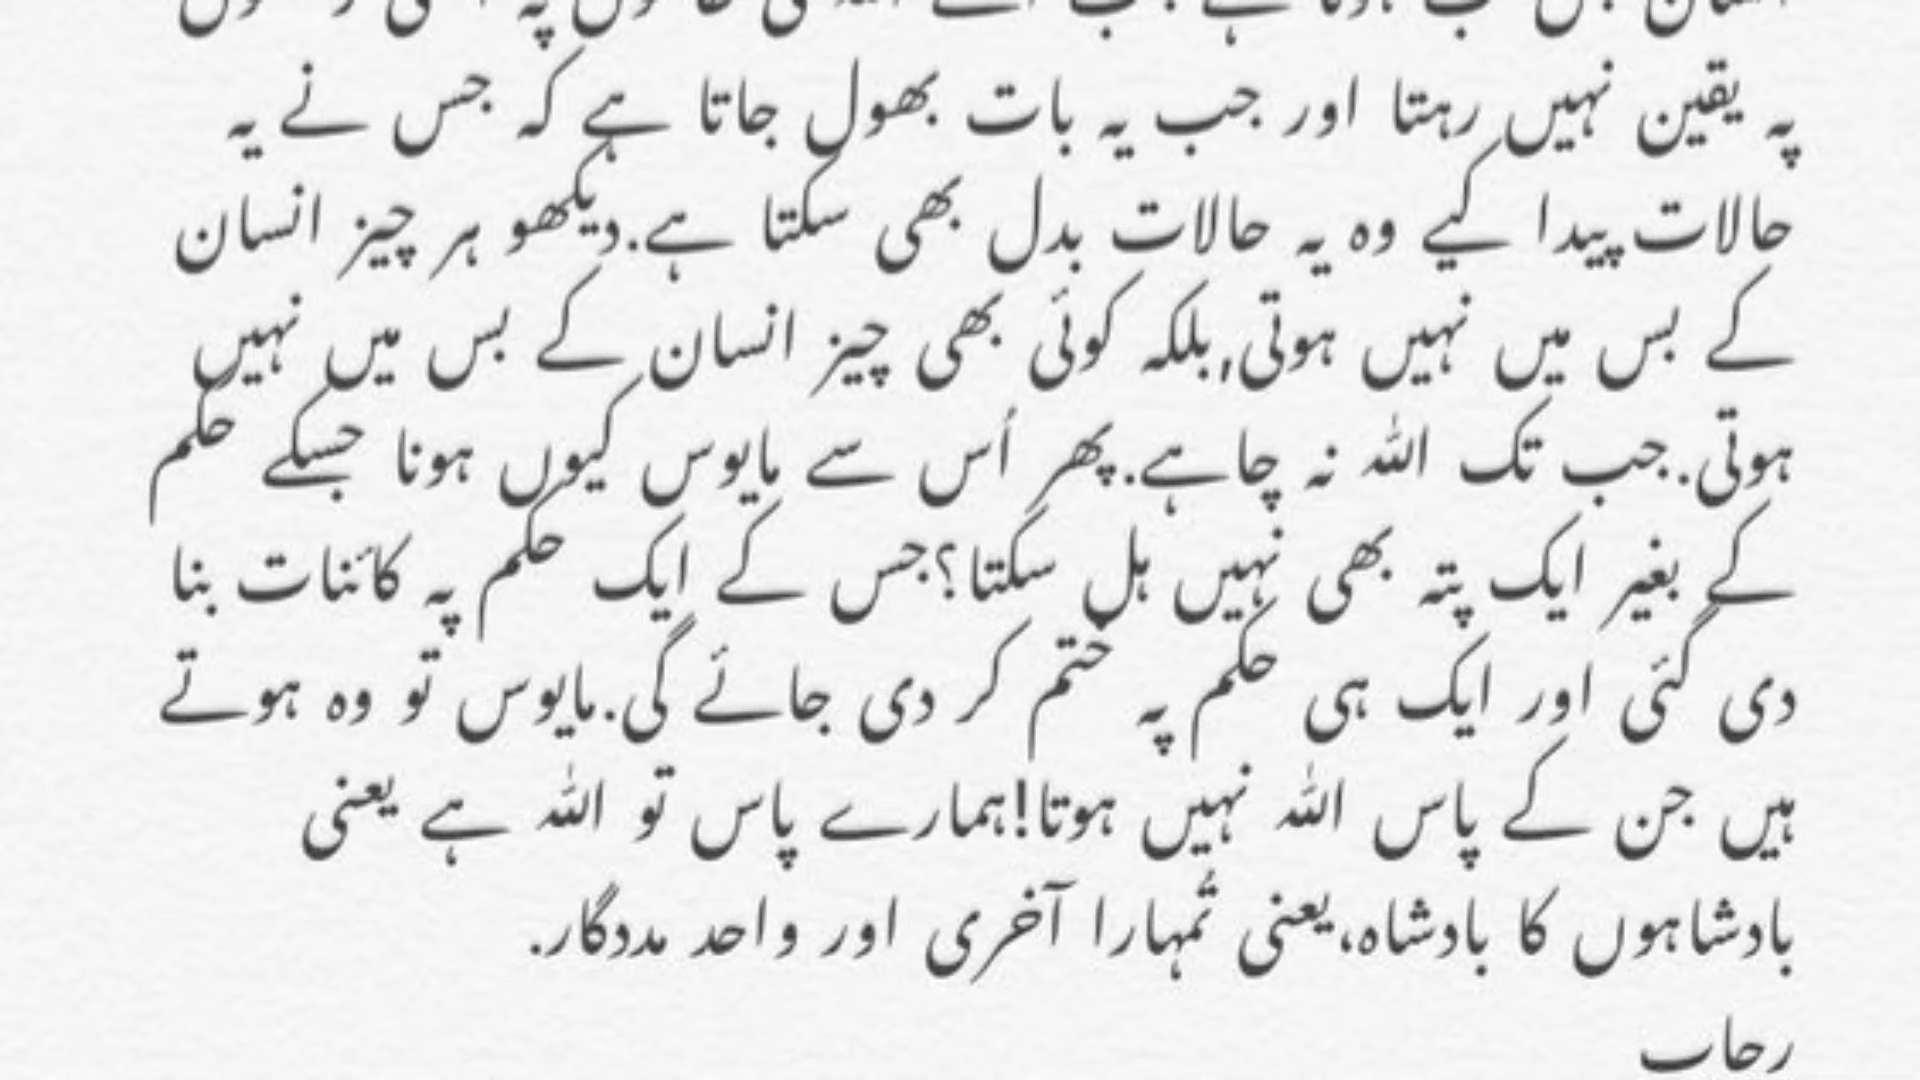 پہ یقین نہیں رہتا اور جب یہ بات بھول جاتا ہے کہ جس نے یہ
حالات پیدا کیے وہ یہ حالات بدل بھی سکتا ہے.دیکھو ہر چیز انسان
کے بس میں نہیں ہوتی,بلکہ کوئی بھی چیز انسان کے بس میں نہیں
ہوتی.جب تک اللہ نہ چاہے.پھر اُس سے مایوس کیوں ہونا جسکے حکم
کے بغیر ایک پتہ بھی نہیں ہل سکتا؟جس کے ایک حکم پہ کائنات بنا
دی گئی اور ایک ہی حکم پہ ختم کر دی جائے گی.مایوس تو وہ ہوتے
ہیں جن کے پاس اللہ نہیں ہوتا!ہمارے پاس تو اللہ ہے یعنی
بادشاہوں کا بادشاہ،یعنی تُمہارا آخری اور واحد مددگار.
رحاب